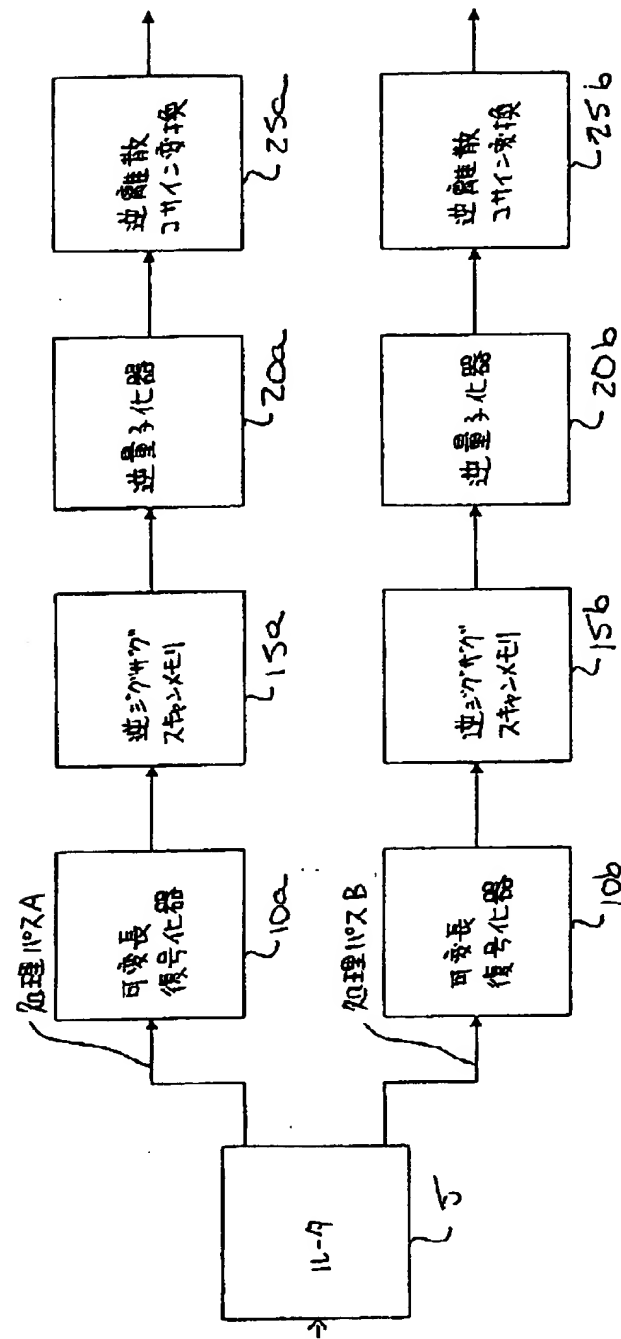 ルータ
5
処理パスA
可変長
復号化器
10a
逆ジグザグ
スキャンメモリ
15a
逆量子化器
20a
逆離散
コサイン変換
25a
処理パスB
可変長
復号化器
10b
逆ジグザグ
スキャンメモリ
15b
逆量子化器
20b
逆離散
コサイン変換
25b